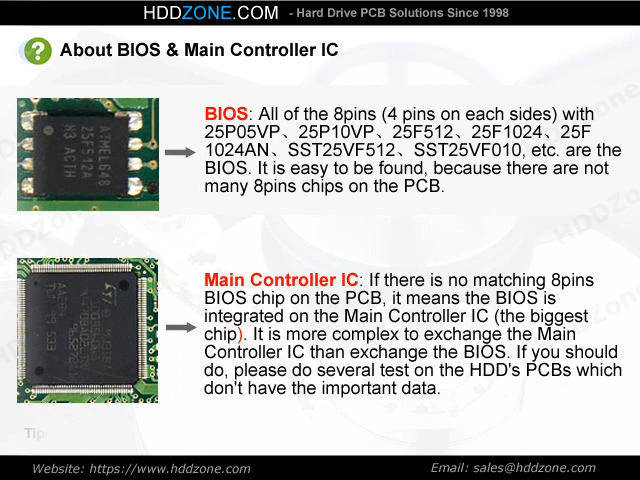 HDDZONE.COM - Hard Drive PCB Solutions Since 1998
? About BIOS & Main Controller IC
BIOS: All of the 8pins (4 pins on each sides) with
25P05VP、25P10VP、25F512、25F1024、25F
1024AN、SST25VF512、SST25VF010, etc. are the
BIOS. It is easy to be found, because there are not
many 8pins chips on the PCB.
ATMEL648
25F512A
N3 ACTH
Main Controller IC: If there is no matching 8pins
BIOS chip on the PCB, it means the BIOS is
integrated on the Main Controller IC (the biggest
chip). It is more complex to exchange the Main
Controller IC than exchange the BIOS. If you should
do, please do several test on the HDD's PCBs which
don't have the important data.
ST
Tip
Website: https://www.hddzone.com Email: sales@hddzone.com